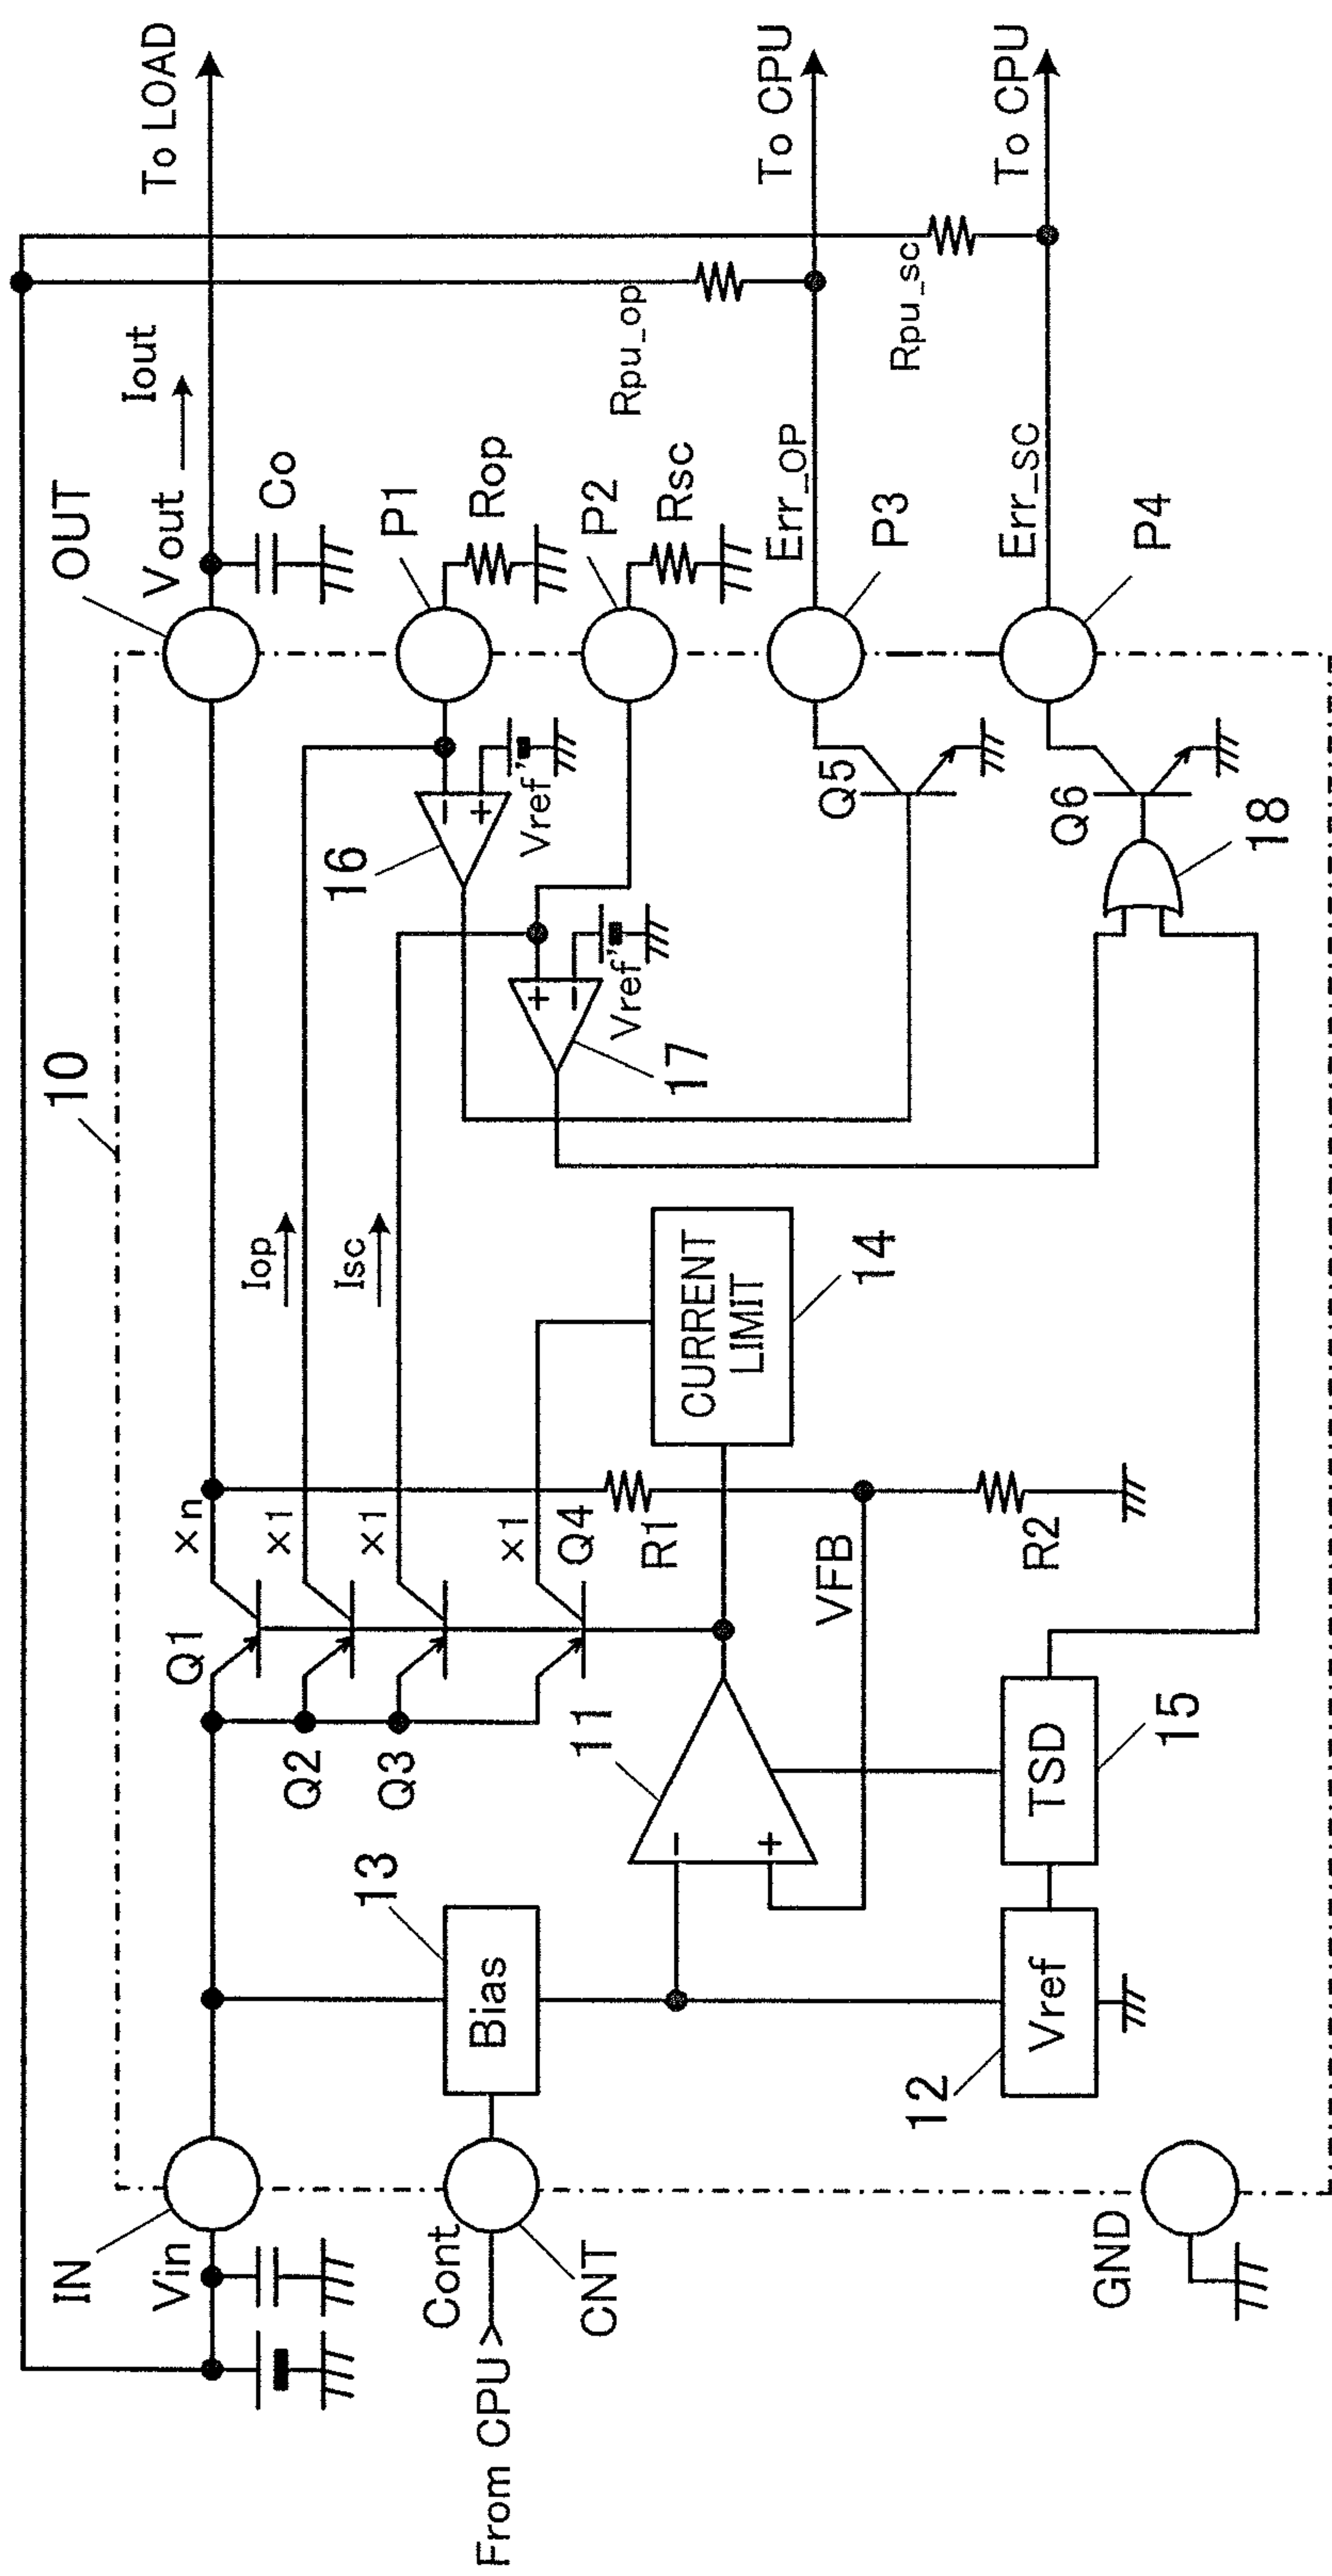 10
IN
Vin
Q1
×n
OUT
Vout
Iout
To LOAD
Co
Q2
×1
Iop
Q3
×1
Isc
×1
Q4
P1
Rop
16
Vref'
P2
Rsc
17
Vref'
Rpu_op
13
Bias
From CPU
Cont
CNT
11
−
+
−
+
+
−
R1
CURRENT
LIMIT
14
VFB
R2
Q5
Err_OP
P3
To CPU
Rpu_sc
12
Vref
TSD
15
Q6
18
Err_SC
P4
To CPU
GND